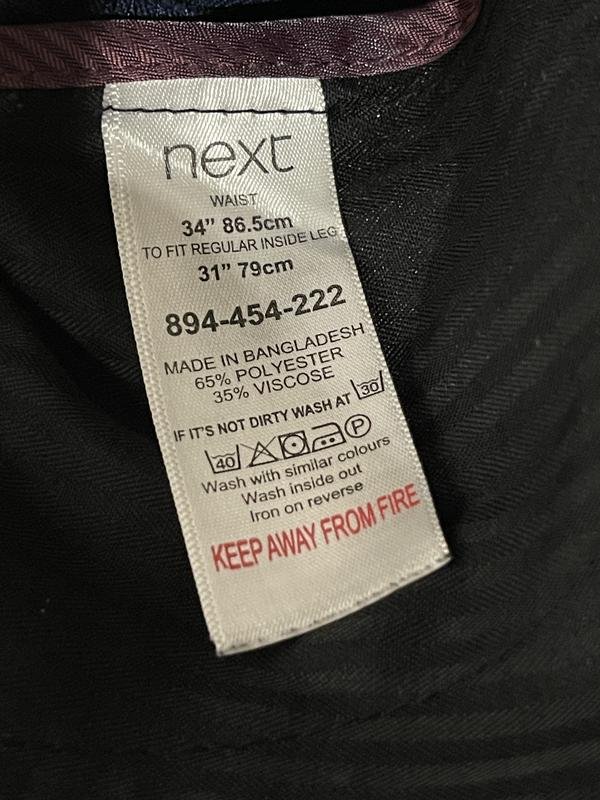 next
WAIST
34” 86.5cm
TO FIT REGULAR INSIDE LEG
31” 79cm
894-454-222
MADE IN BANGLADESH
65% POLYESTER
35% VISCOSE
IF IT'S NOT DIRTY WASH AT 30
40 P
Wash with similar colours
Wash inside out
Iron on reverse
KEEP AWAY FROM FIRE